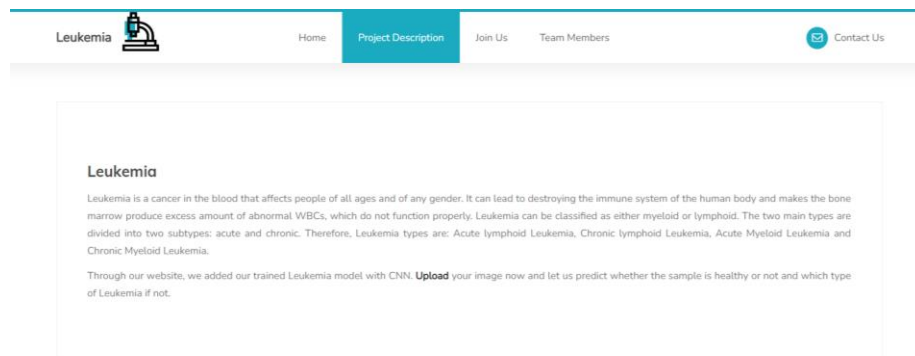 Leukemia
Home
Project Description
Join Us
Team Members
Contact Us
Leukemia
Leukemia is a cancer in the blood that affects people of all ages and of any gender. It can lead to destroying the immune system of the human body and makes the bone
marrow produce excess amount of abnormal WBCs, which do not function properly. Leukemia can be classified as either myeloid or lymphoid. The two main types are
divided into two subtypes: acute and chronic. Therefore, Leukemia types are: Acute lymphoid Leukemia, Chronic lymphoid Leukemia, Acute Myeloid Leukemia and
Chronic Myeloid Leukemia.
Through our website, we added our trained Leukemia model with CNN. Upload your image now and let us predict whether the sample is healthy or not and which type
of Leukemia if not.